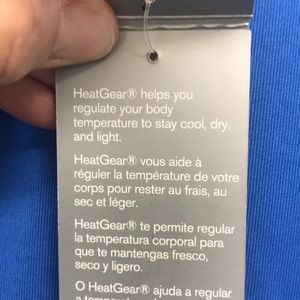 HeatGear® helps you
regulate your body
temperature to stay cool, dry,
and light.
HeatGear® vous aide à
réguler la température de votre
corps pour rester au frais, au
sec et léger.
HeatGear® te permite regular
la temperatura corporal para
que te mantengas fresco,
seco y ligero.
O HeatGear® ajuda a regular